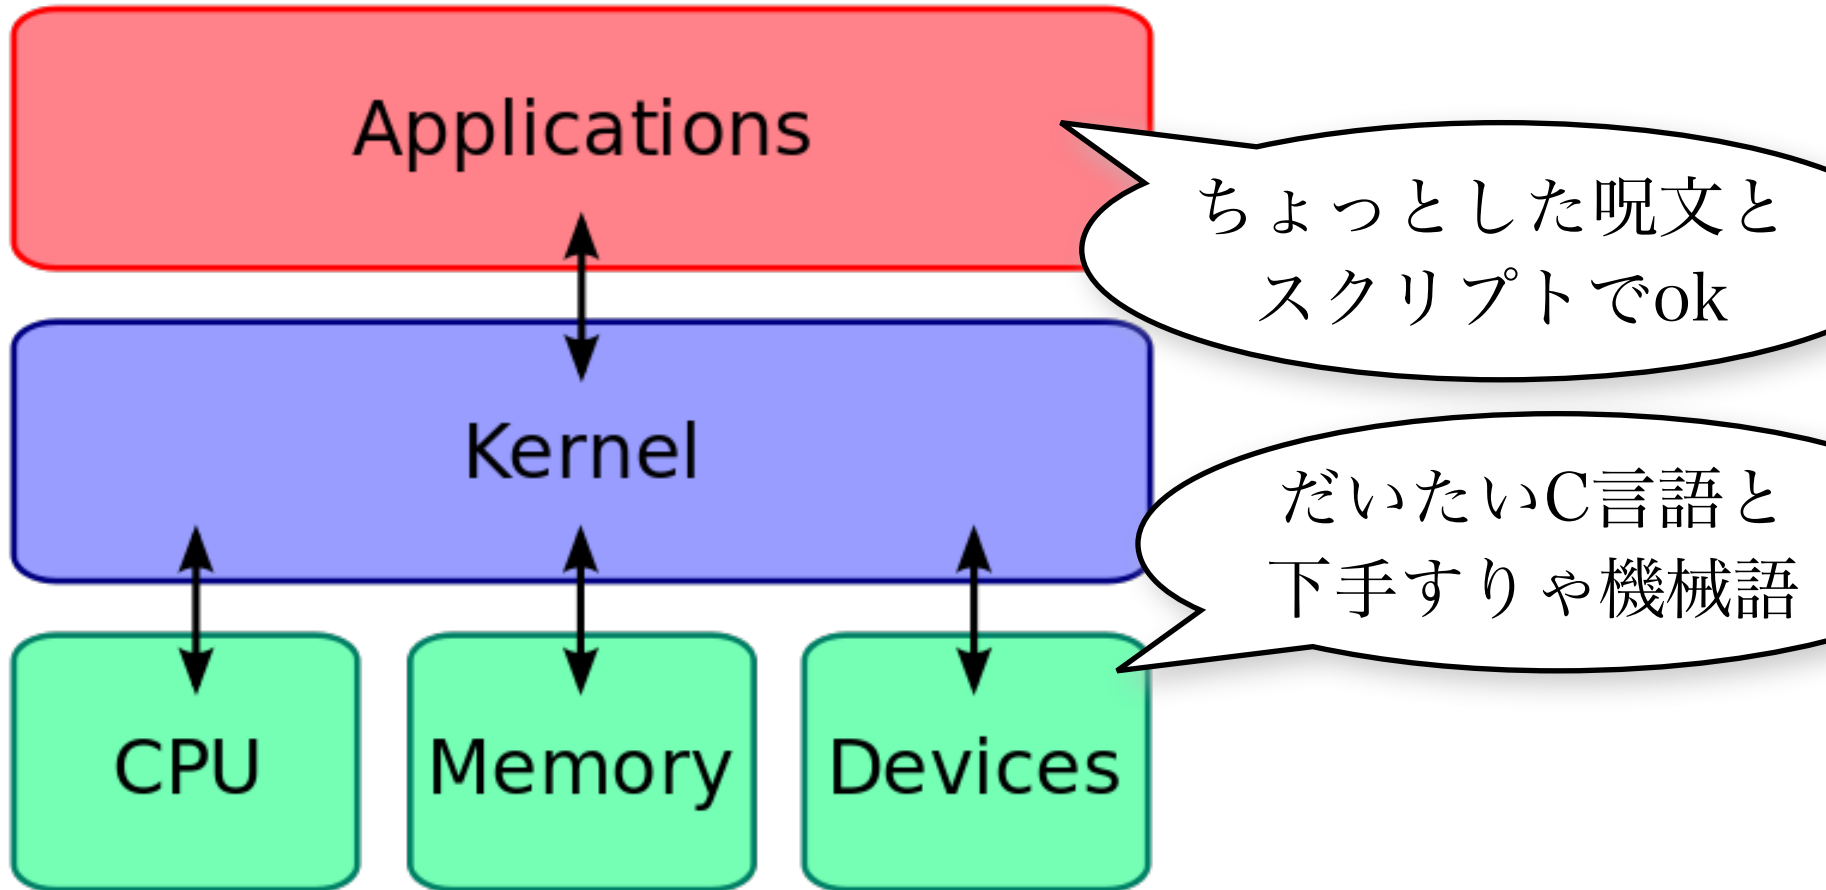 Applications
ちょっとした呪文と
スクリプトでok
Kernel
だいたいC言語と
下手すりゃ機械語
CPU
Memory
Devices